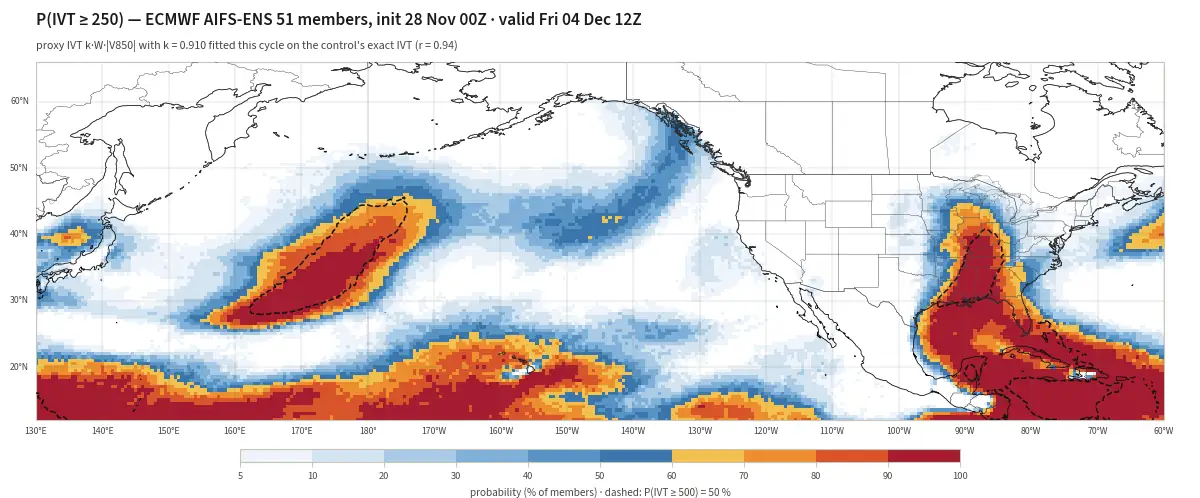 P(IVT ≥ 250) — ECMWF AIFS-ENS 51 members, init 28 Nov 00Z · valid Fri 04 Dec 12Z
proxy IVT k·W·|V850| with k = 0.910 fitted this cycle on the control's exact IVT (r = 0.94)
60°N
50°N
40°N
30°N
20°N
130°E 140°E 150°E 160°E 170°E 180° 170°W 160°W 150°W 140°W 130°W 120°W 110°W 100°W 90°W 80°W 70°W 60°W
5 10 20 30 40 50 60 70 80 90 100
probability (% of members) · dashed: P(IVT ≥ 500) = 50 %